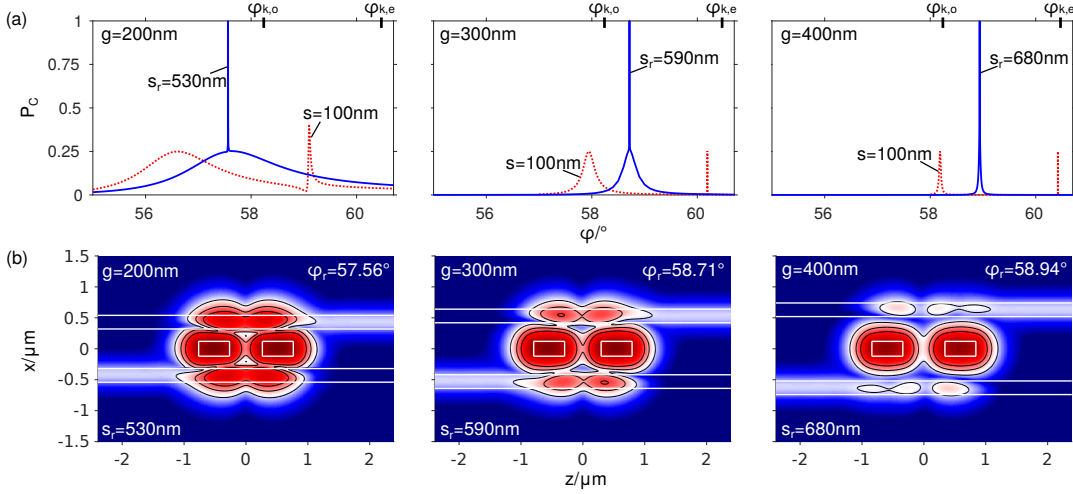 (a)
φk,o φk,e φk,o φk,e φk,o φk,e
g=200nm g=300nm g=400nm
sr=530nm sr=590nm sr=680nm
s=100nm s=100nm s=100nm
PC
1
0.75
0.5
0.25
0
56 58 60 56 58 60 56 58 60
φ/°
(b)
g=200nm φr=57.56° g=300nm φr=58.71° g=400nm φr=58.94°
x/μm
1.5
1
0.5
0
-0.5
-1
-1.5
sr=530nm sr=590nm sr=680nm
-2 -1 0 1 2 -2 -1 0 1 2 -2 -1 0 1 2
z/μm